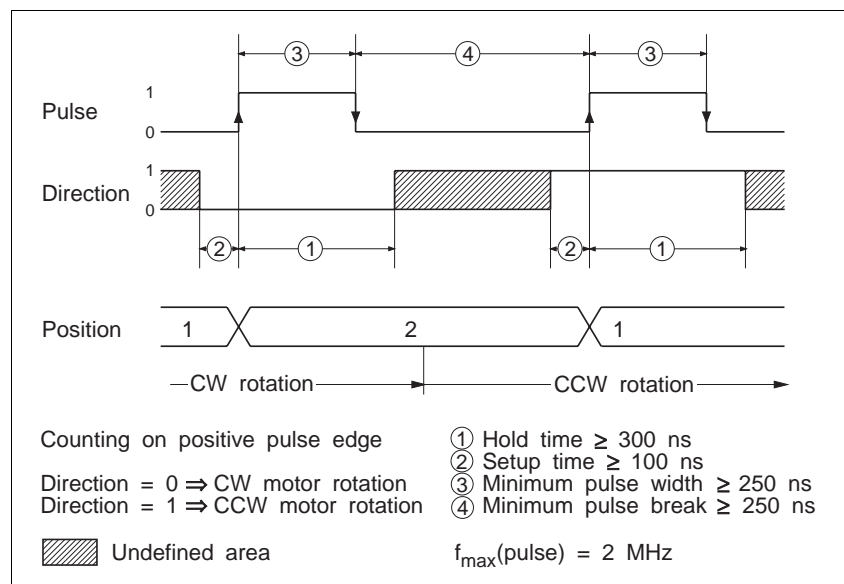 ③ ④ ③
1
Pulse
0
1
Direction
0
② ① ② ①
Position 1 2 1
CW rotation CCW rotation
Counting on positive pulse edge
Direction = 0 ⇒ CW motor rotation
Direction = 1 ⇒ CCW motor rotation
Undefined area
① Hold time ≥ 300 ns
② Setup time ≥ 100 ns
③ Minimum pulse width ≥ 250 ns
④ Minimum pulse break ≥ 250 ns
fmax(pulse) = 2 MHz